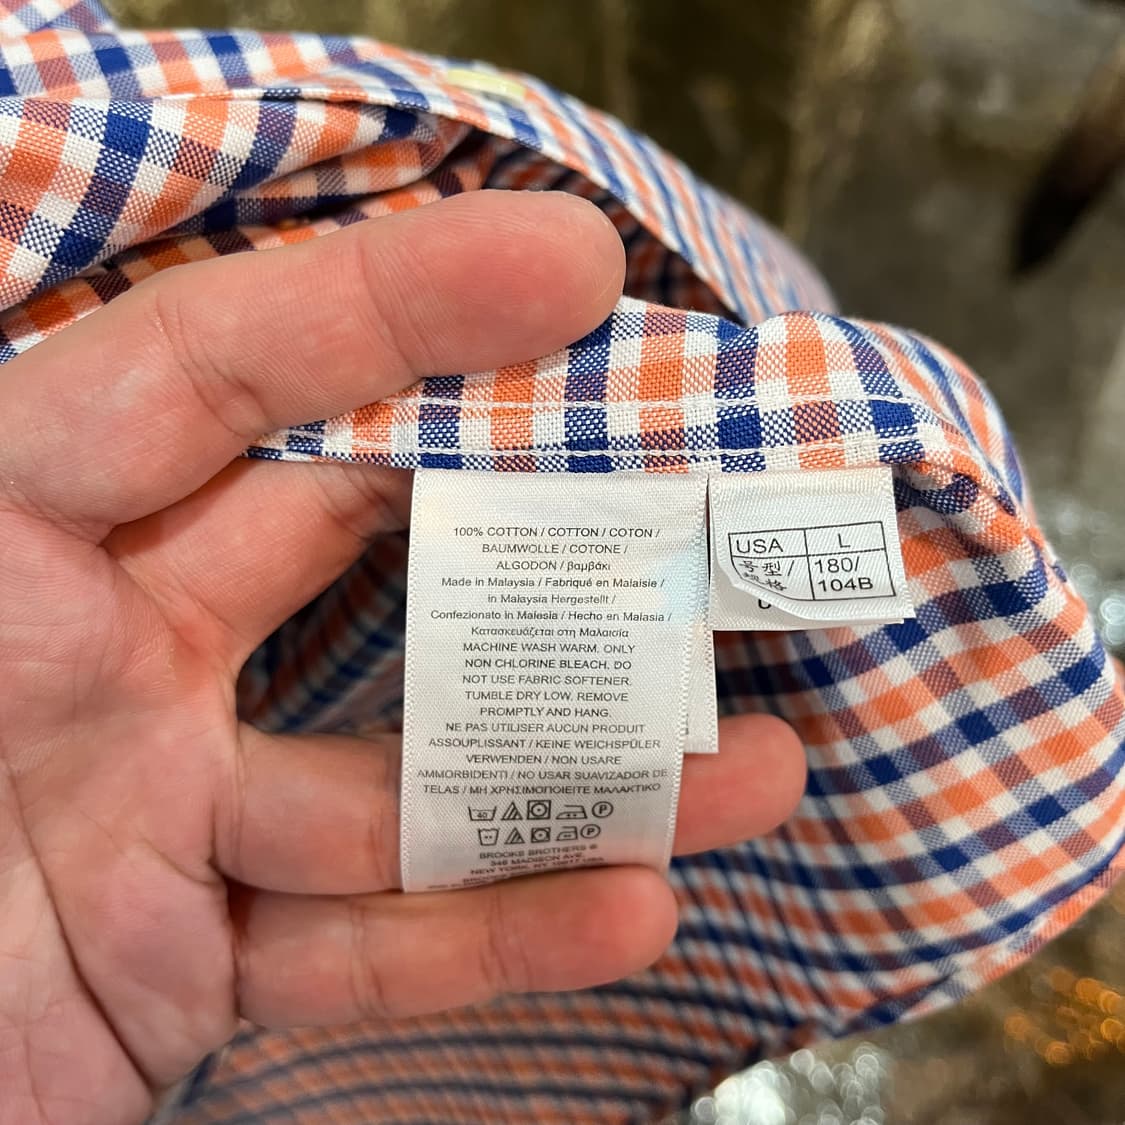 100% COTTON / COTTON / COTON /
BAUMWOLLE / COTONE /
ALGODON / βαμβάκι
Made in Malaysia / Fabriqué en Malaisie /
in Malaysia Hergestellt /
Confezionato in Malesia / Hecho en Malasia /
Κατασκευάζεται στη Μαλαισία
MACHINE WASH WARM. ONLY
NON CHLORINE BLEACH. DO
NOT USE FABRIC SOFTENER.
TUMBLE DRY LOW. REMOVE
PROMPTLY AND HANG.
NE PAS UTILISER AUCUN PRODUIT
ASSOUPLISSANT / KEINE WEICHSPÜLER
VERWENDEN / NON USARE
AMMORBIDENTI / NO USAR SUAVIZADOR DE
TELAS / ΜΗ ΧΡΗΣΙΜΟΠΟΙΕΙΤΕ ΜΑΛΑΚΤΙΚΟ
40 P
P
BROOKS BROTHERS ®
346 MADISON AVE.
NEW YORK, NY 10017 USA
USA L
号型/ 180/
规格 104B